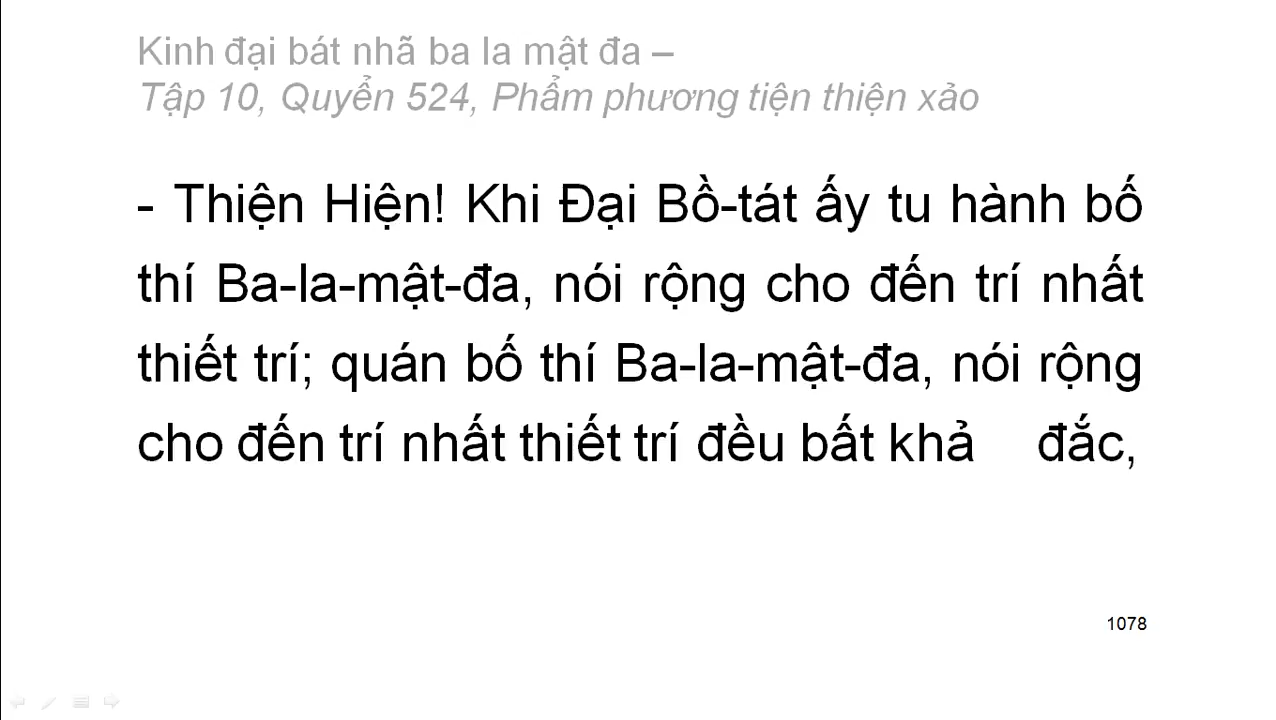 Kinh đại bát nhã ba la mật đa –
Tập 10, Quyển 524, Phẩm phương tiện thiện xảo
- Thiện Hiện! Khi Đại Bồ-tát ấy tu hành bố
thí Ba-la-mật-đa, nói rộng cho đến trí nhất
thiết trí; quán bố thí Ba-la-mật-đa, nói rộng
cho đến trí nhất thiết trí đều bất khả đắc,
1078